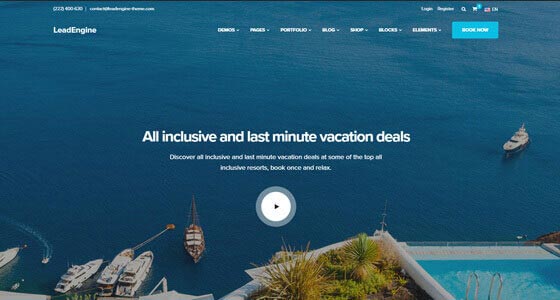 (222) 400-630 | contact@leadengine-theme.com Login Register EN
LeadEngine DEMOS PAGES PORTFOLIO BLOG SHOP BLOCKS ELEMENTS BOOK NOW
All inclusive and last minute vacation deals
Discover all inclusive and last minute vacation deals at some of the top all
inclusive resorts, book once and relax.